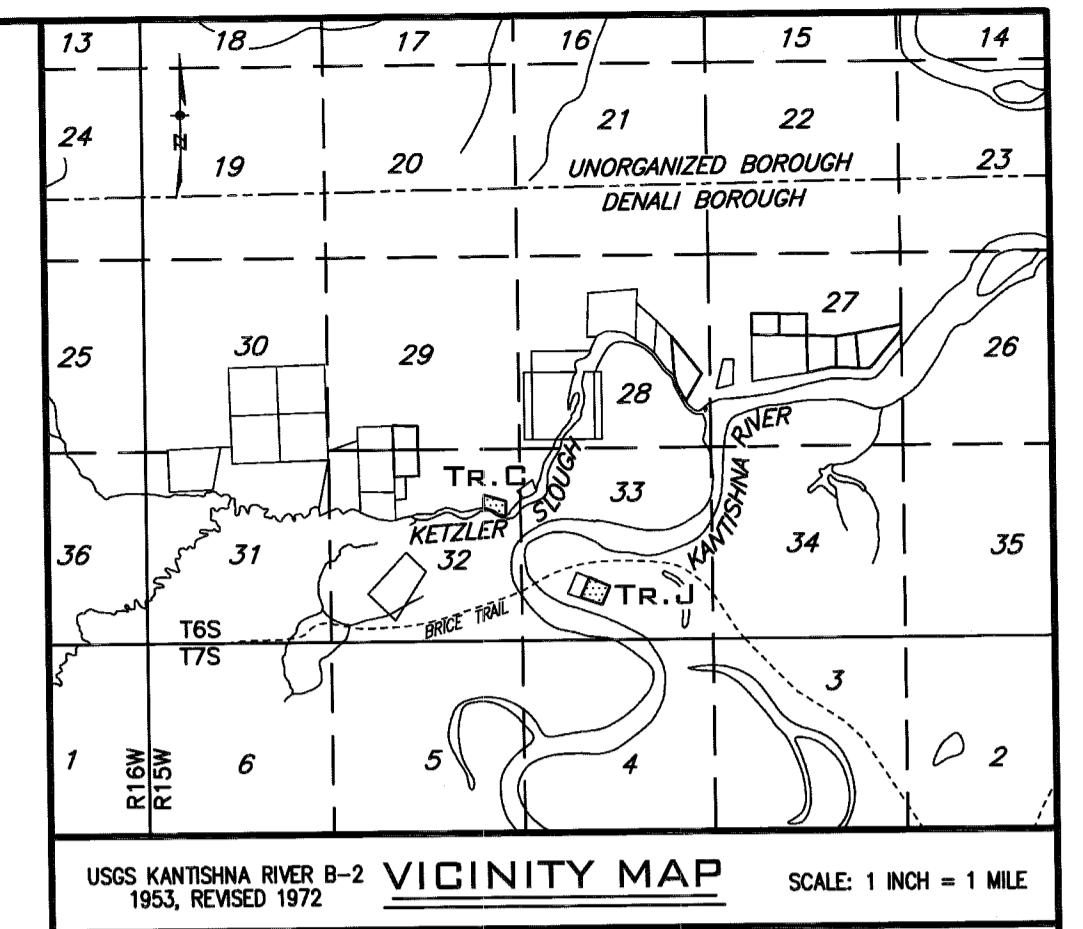 13 18 17 16 15 14
24 19 20 21 22 23
N
UNORGANIZED BOROUGH
DENALI BOROUGH
25 30 29 28 27 26
TR. C
KETZLER SLOUGH
KANTISHNA RIVER
KANTISHNA
36 31 32 33 34 35
TR. J
BRICE TRAIL
T6S
T7S
R16W
R15W
1 6 5 4 3 2
USGS KANTISHNA RIVER B-2
1953, REVISED 1972
VICINITY MAP
SCALE: 1 INCH = 1 MILE